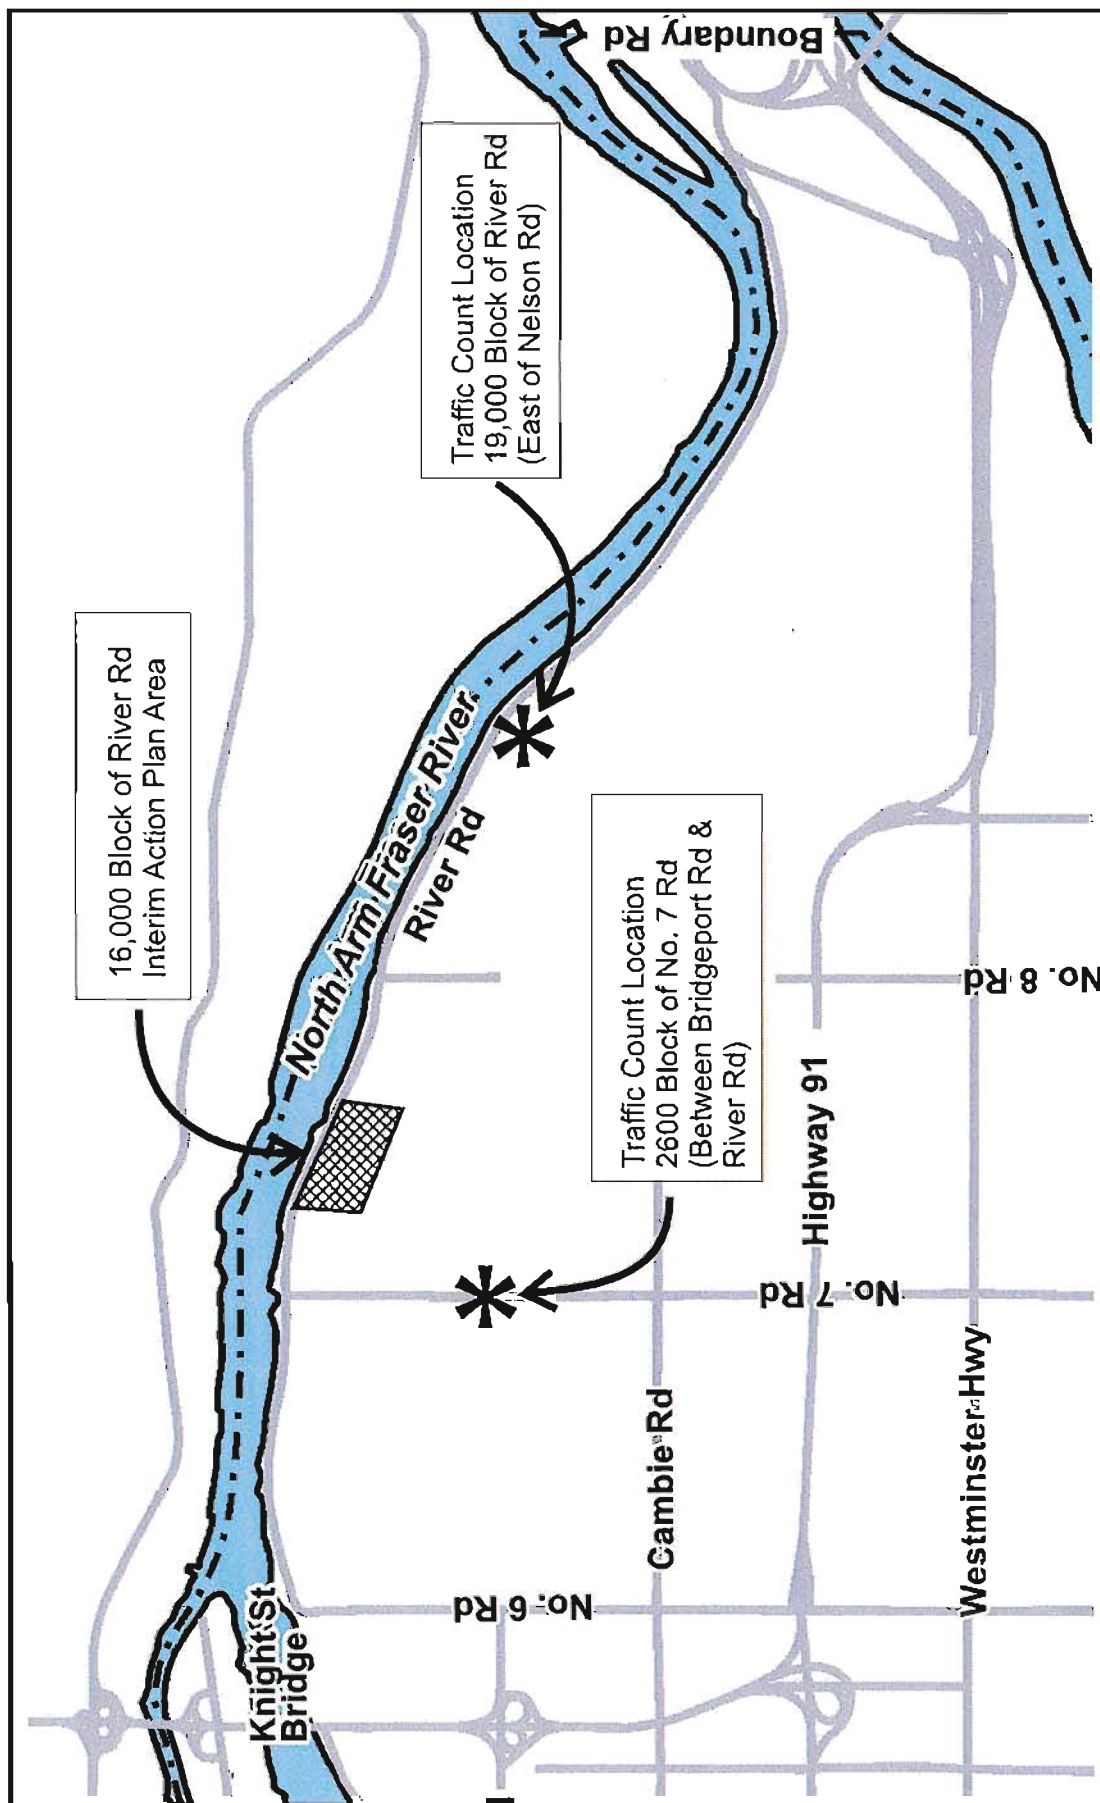 16,000 Block of River Rd
Interim Action Plan Area
Traffic Count Location
19,000 Block of River Rd
(East of Nelson Rd)
Boundary Rd
North Arm Fraser River
River Rd
Knight St
Bridge
Traffic Count Location
2600 Block of No. 7 Rd
(Between Bridgeport Rd &
River Rd)
No. 6 Rd
No. 7 Rd
No. 8 Rd
Cambie Rd
Highway 91
Westminster Hwy